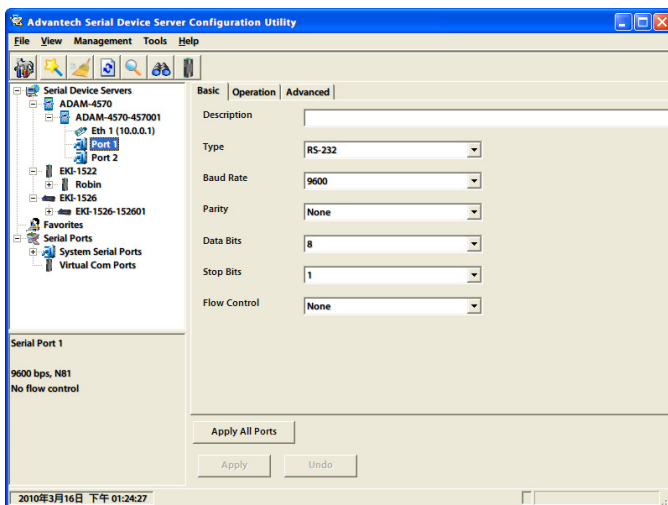 Advantech Serial Device Server Configuration Utility
File View Management Tools Help
Serial Device Servers
ADAM-4570
ADAM-4570-457001
Eth 1 (10.0.0.1)
Port 1
Port 2
EKI-1522
Robin
EKI-1526
EKI-1526-152601
Favorites
Serial Ports
System Serial Ports
Virtual Com Ports
Serial Port 1
9600 bps, N81
No flow control
Basic Operation Advanced
Description
Type RS-232
Baud Rate 9600
Parity None
Data Bits 8
Stop Bits 1
Flow Control None
Apply All Ports
Apply Undo
2010年3月16日 下午 01:24:27